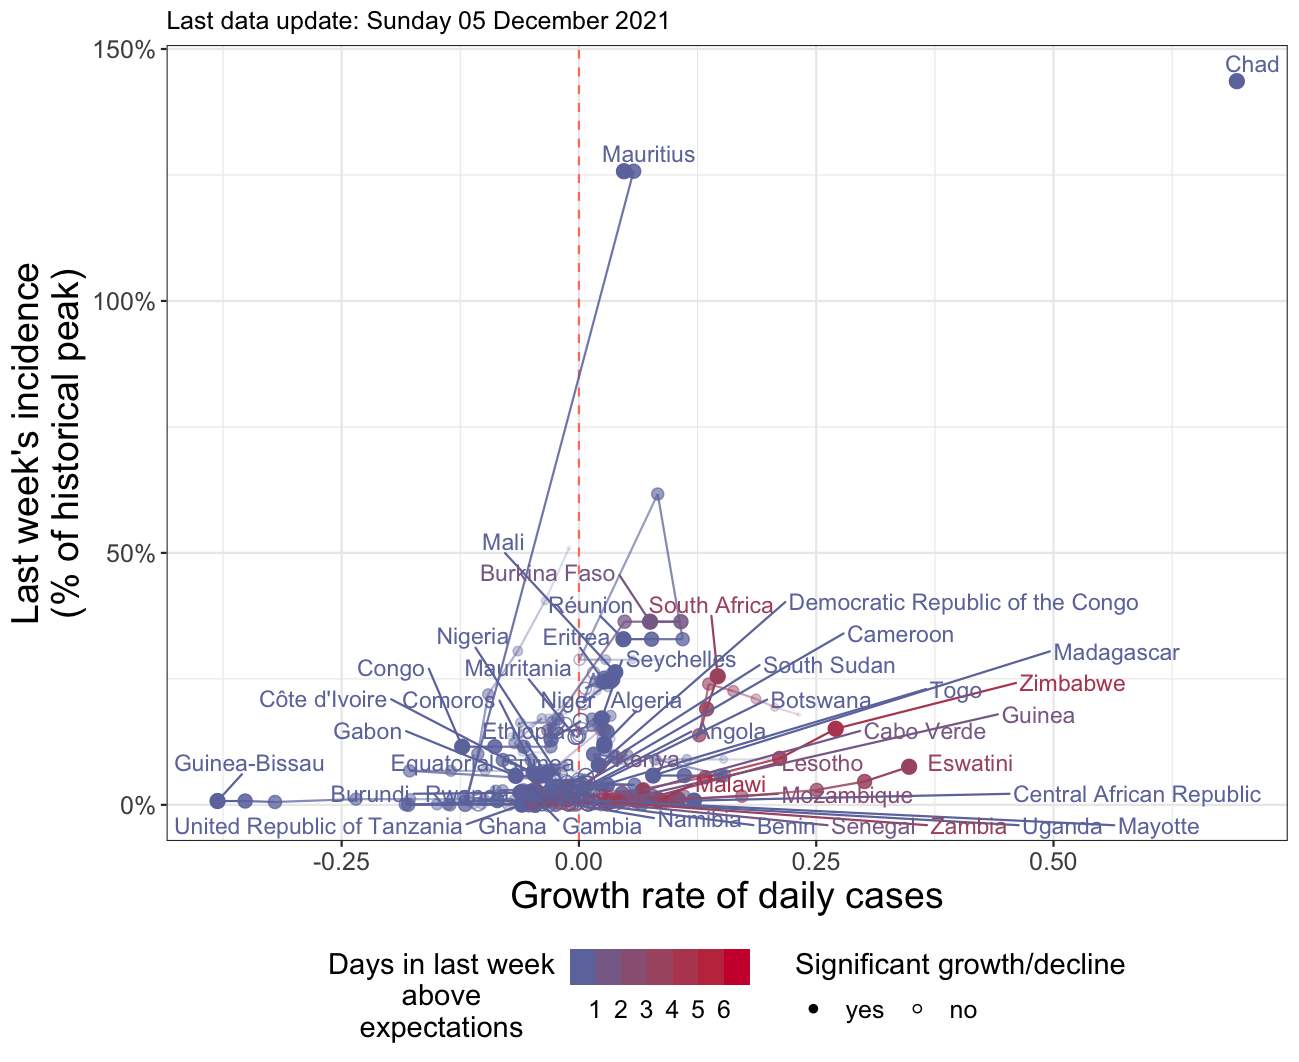 Last data update: Sunday 05 December 2021
150%
100%
50%
0%
Last week's incidence
(% of historical peak)
Chad
Mauritius
Mali
Burkina Faso
Réunion
South Africa
Democratic Republic of the Congo
Nigeria
Eritrea
Cameroon
Seychelles
Madagascar
Congo
Mauritania
South Sudan
Zimbabwe
Togo
Côte d'Ivoire
Comoros
Niger
Algeria
Botswana
Guinea
Gabon
Ethiopia
Angola
Cabo Verde
Guinea-Bissau
Equatorial Guinea
Kenya
Lesotho
Eswatini
Malawi
Burundi
Rwanda
Mozambique
Central African Republic
United Republic of Tanzania
Ghana
Gambia
Namibia
Benin
Senegal
Zambia
Uganda
Mayotte
-0.25
0.00
0.25
0.50
Growth rate of daily cases
Days in last week
above
expectations
1 2 3 4 5 6
Significant growth/decline
yes
no